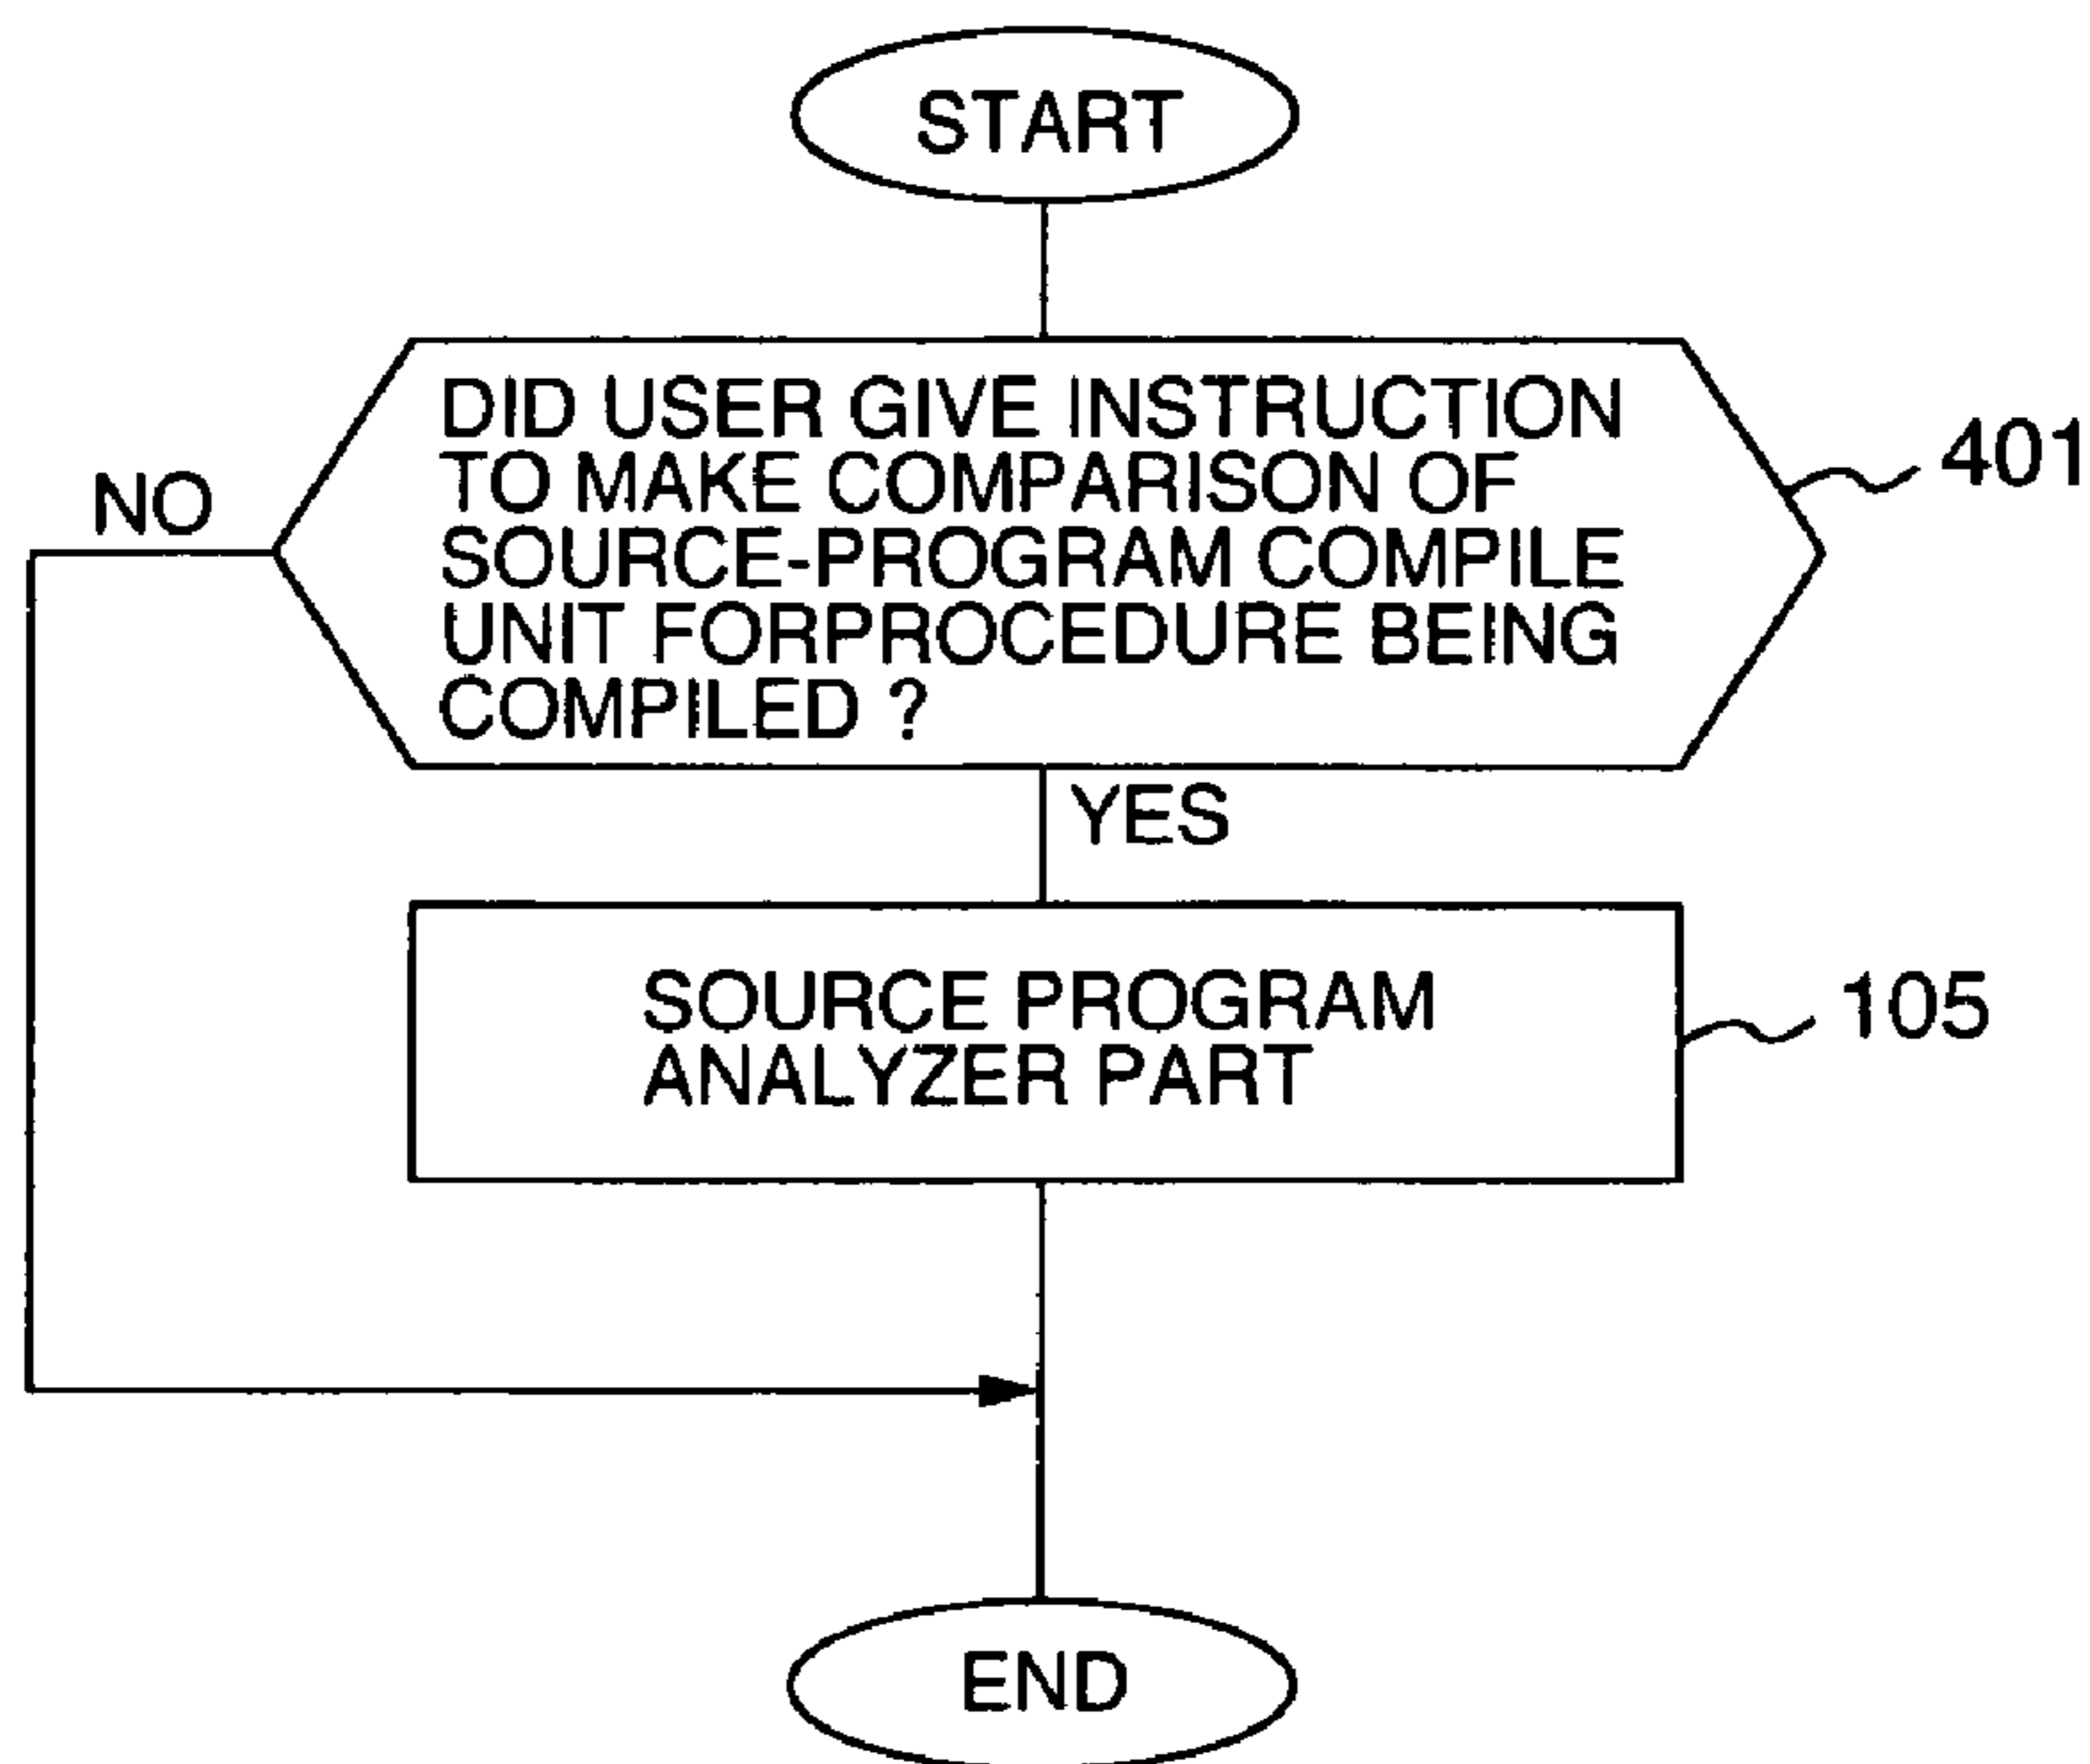 START
DID USER GIVE INSTRUCTION
TO MAKE COMPARISON OF
SOURCE-PROGRAM COMPILE
UNIT FORPROCEDURE BEING
COMPILED ?
401
NO
YES
SOURCE PROGRAM
ANALYZER PART
105
END